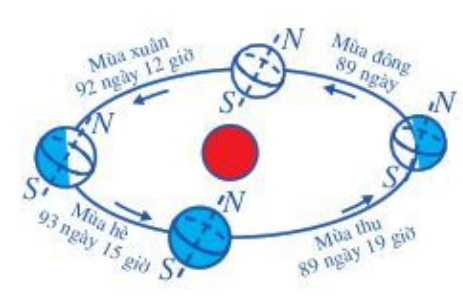 Mùa xuân
92 ngày 12 giờ
N
S
Mùa đông
89 ngày
N
S
N
S
Mùa hè
93 ngày 15 giờ
N
S
Mùa thu
89 ngày 19 giờ